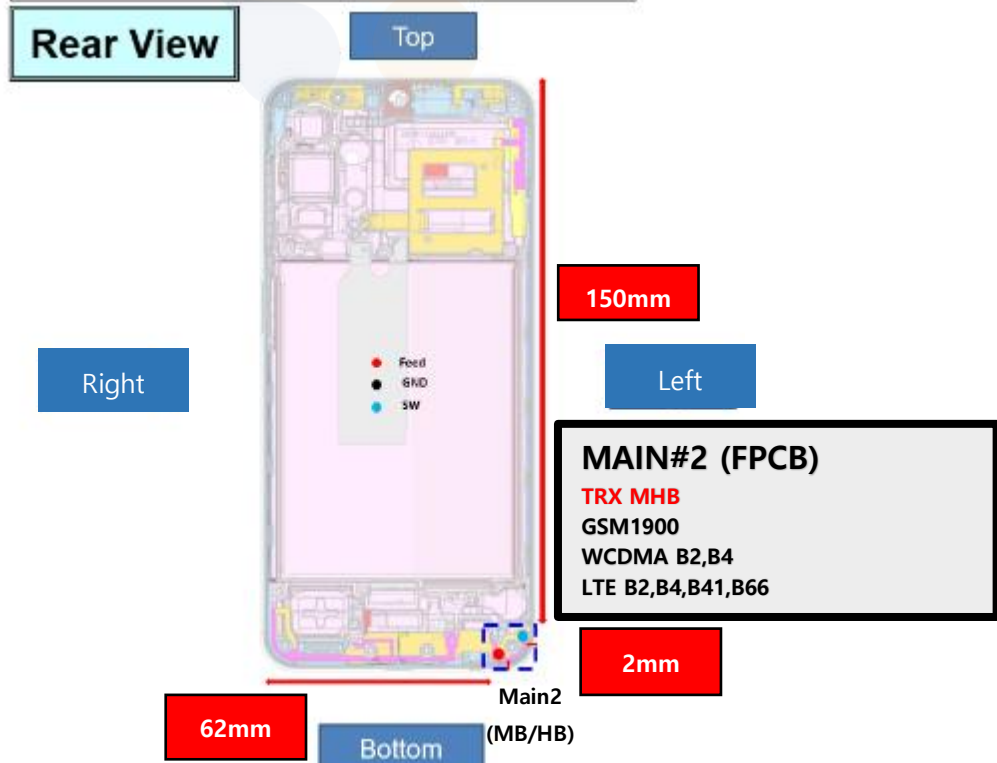 Rear View
Top
150mm
Feed
GND
SW
Right
Left
MAIN#2 (FPCB)
TRX MHB
GSM1900
WCDMA B2,B4
LTE B2,B4,B41,B66
2mm
Main2
(MB/HB)
62mm
Bottom